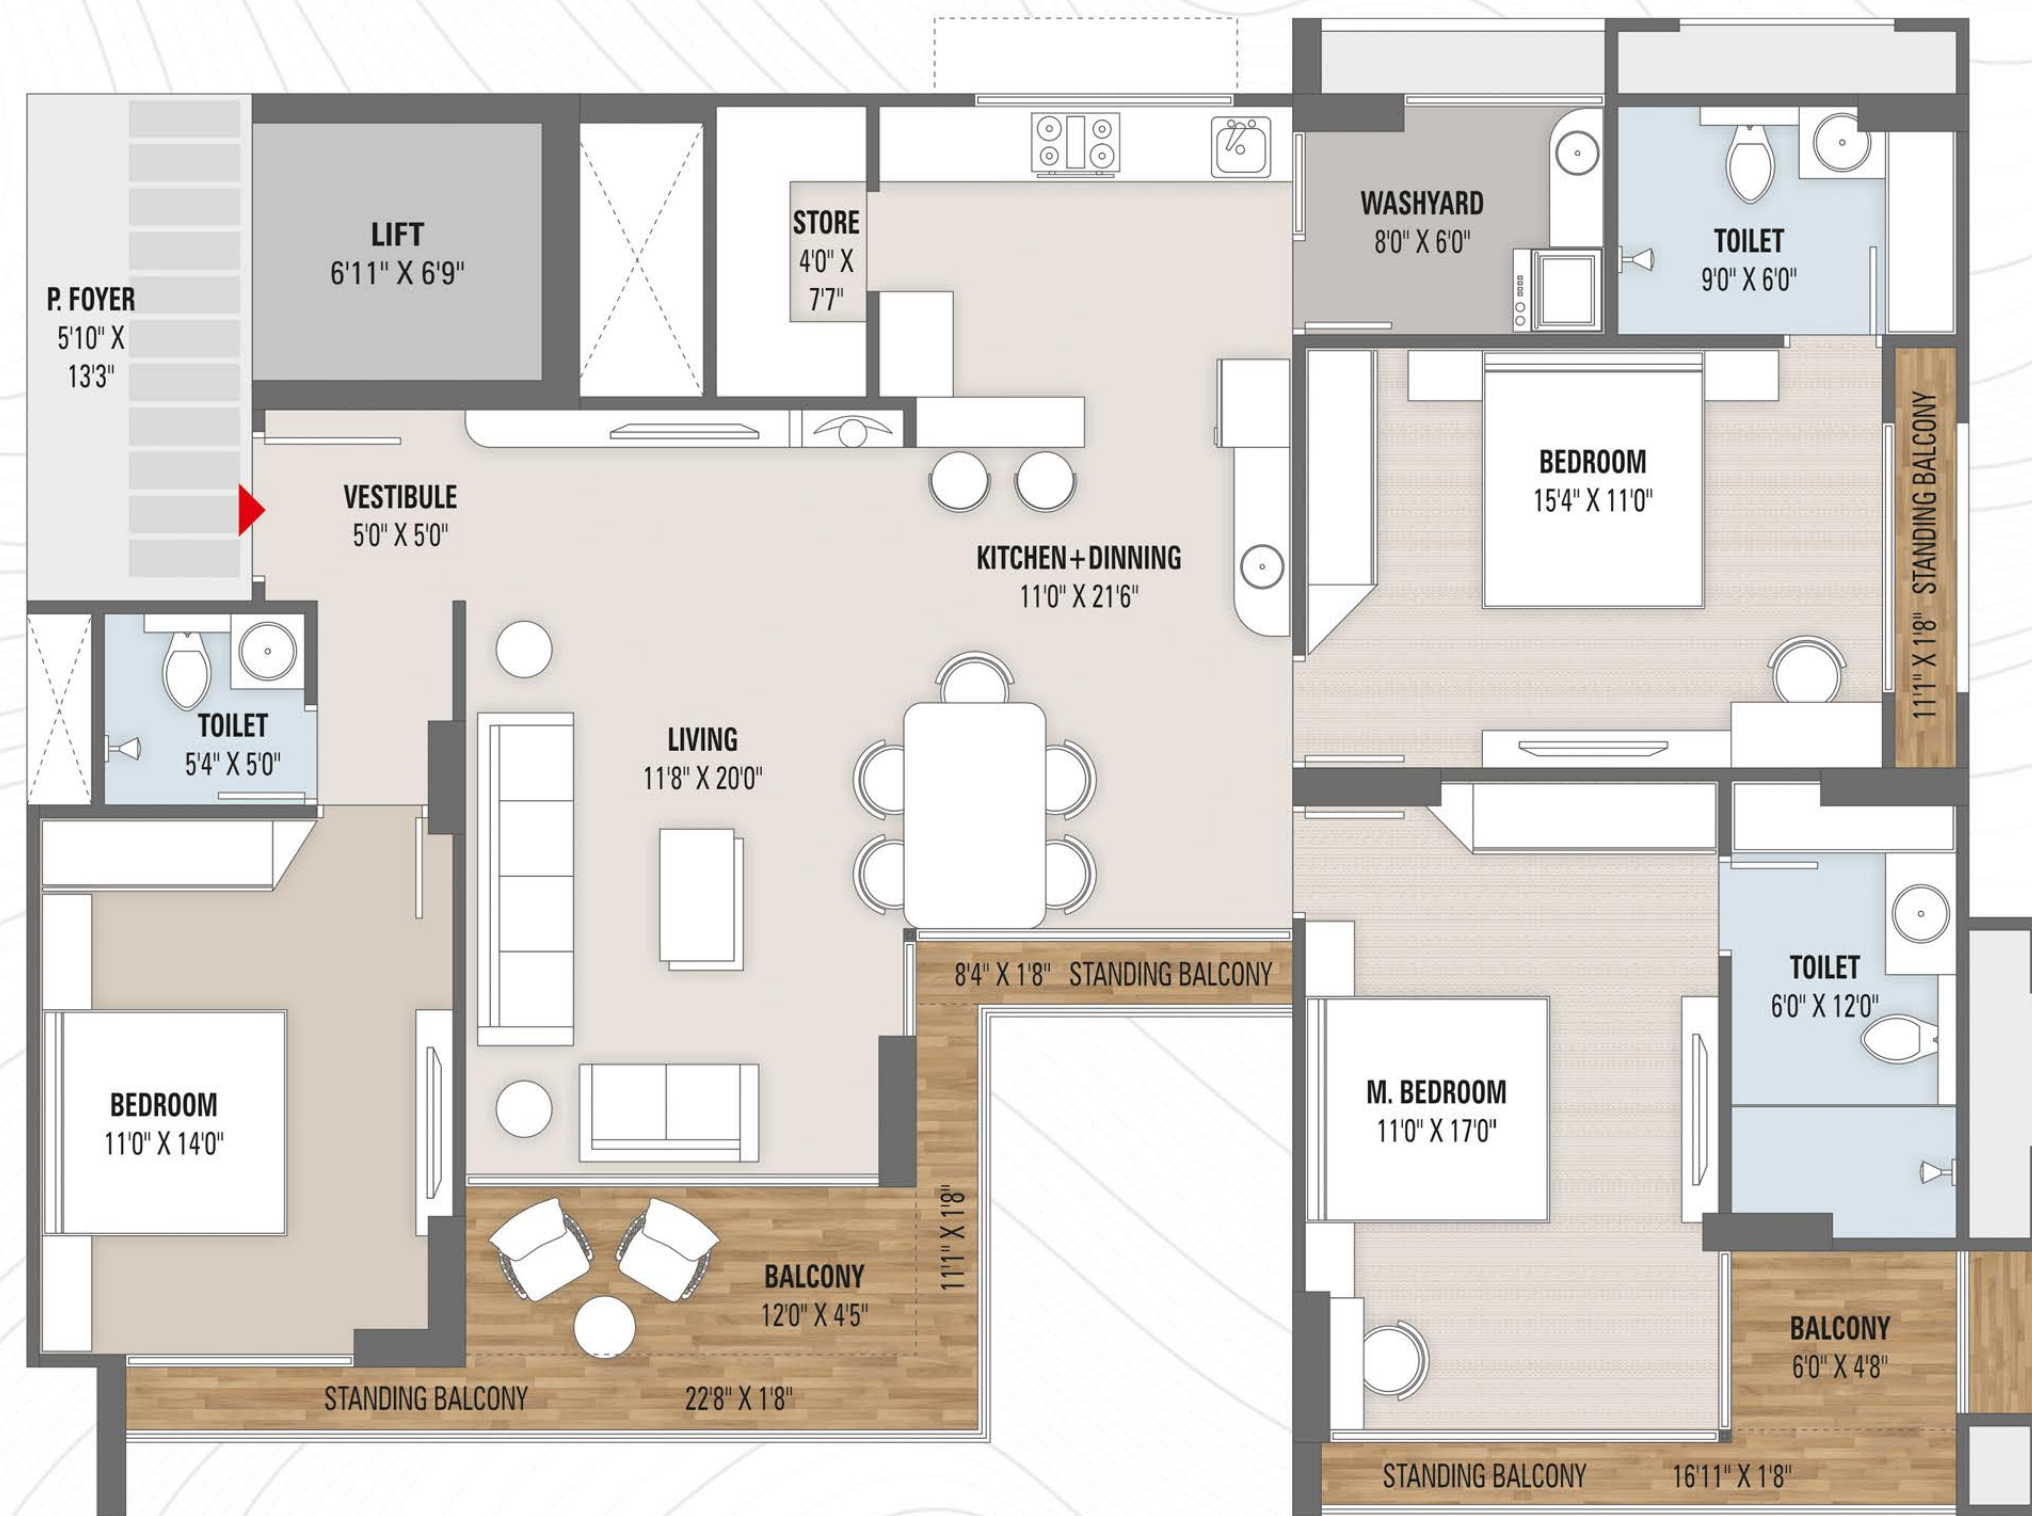 LIFT
6'11" X 6'9"
P. FOYER
5'10" X
13'3"
STORE
4'0" X
7'7"
WASHYARD
8'0" X 6'0"
TOILET
9'0" X 6'0"
VESTIBULE
5'0" X 5'0"
KITCHEN+DINNING
11'0" X 21'6"
BEDROOM
15'4" X 11'0"
11'1" X 1'8" STANDING BALCONY
TOILET
5'4" X 5'0"
LIVING
11'8" X 20'0"
8'4" X 1'8" STANDING BALCONY
TOILET
6'0" X 12'0"
BEDROOM
11'0" X 14'0"
M. BEDROOM
11'0" X 17'0"
11'1" X 1'8"
BALCONY
12'0" X 4'5"
BALCONY
6'0" X 4'8"
STANDING BALCONY 22'8" X 1'8"
STANDING BALCONY 16'11" X 1'8"